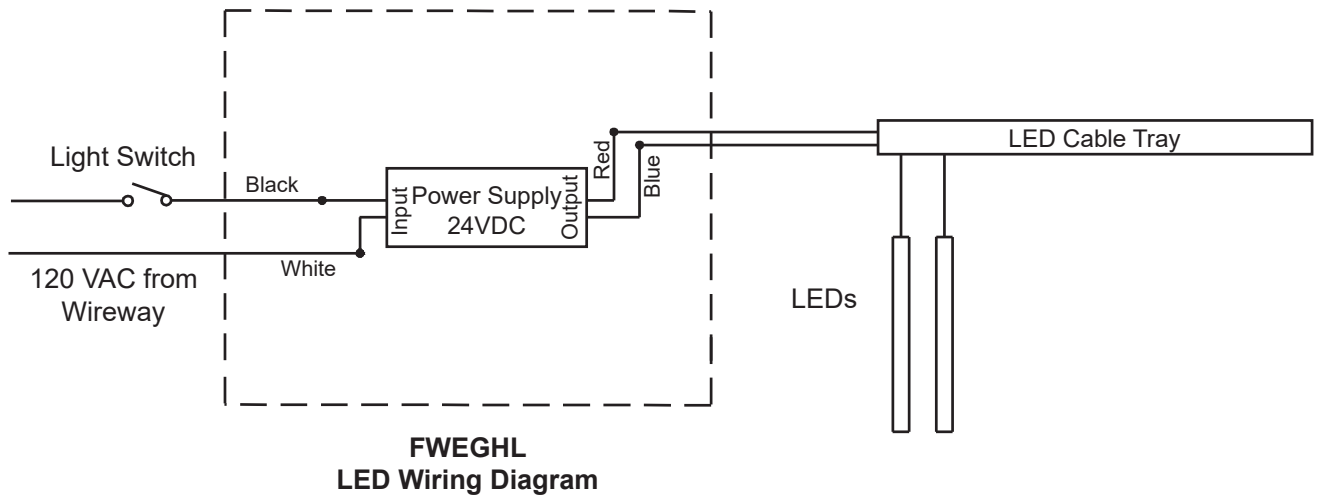 Light Switch
Black
Input
Power Supply
24VDC
Output
Red
Blue
LED Cable Tray
White
120 VAC from
Wireway
LEDs
FWEGHL
LED Wiring Diagram